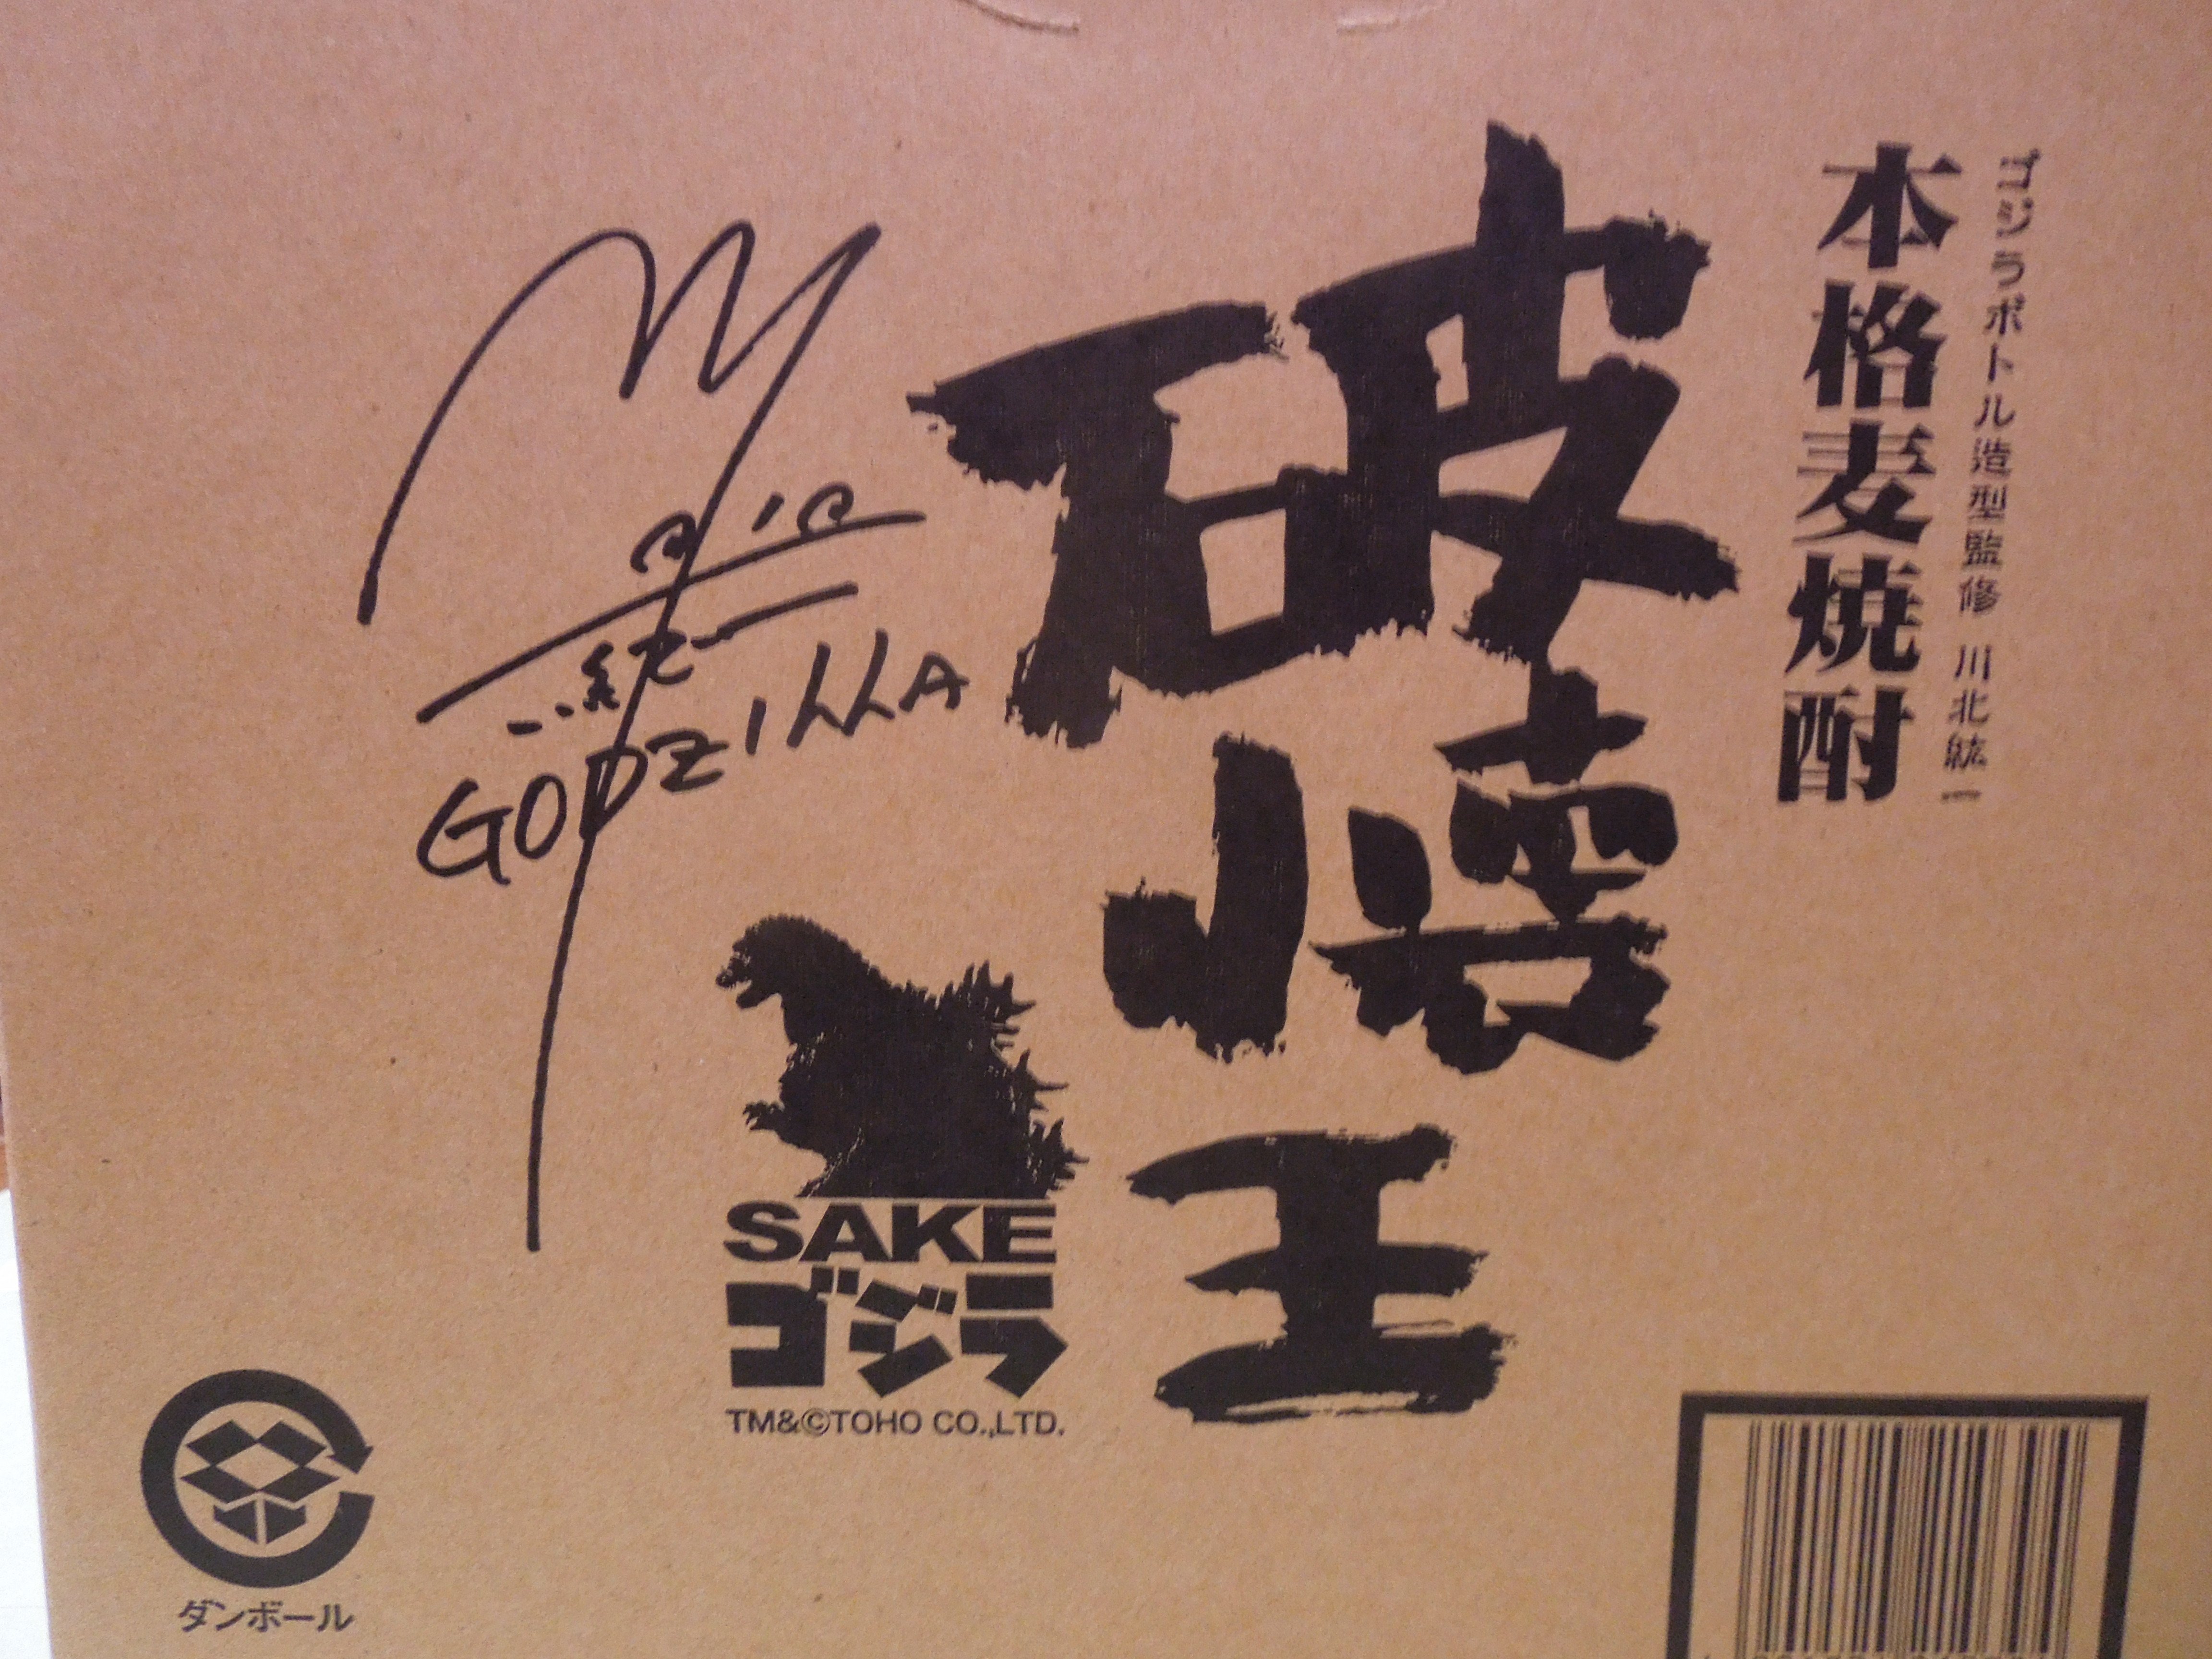 ゴジラボトル造型監修 川北紘一
本格麦焼酎
破壊王
GODZILLA
SAKE
ゴジラ
TM&©TOHO CO.,LTD.
ダンボール